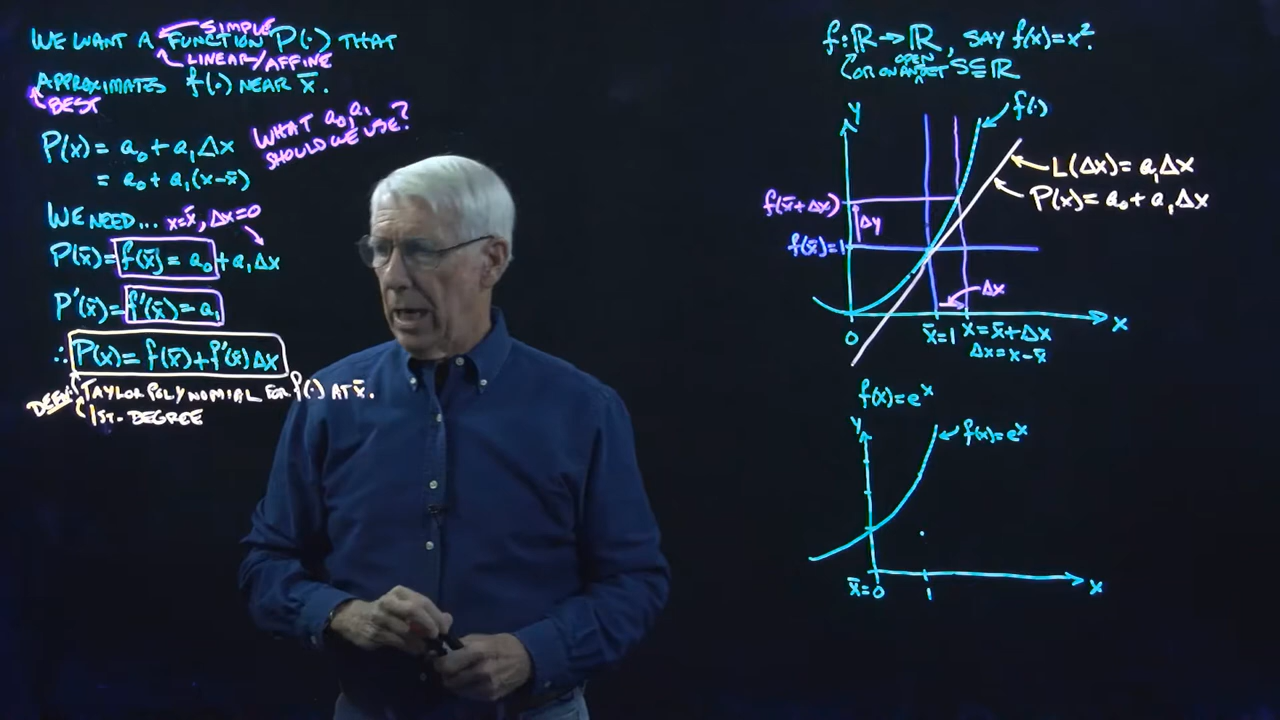 SIMPLE
WE WANT A FUNCTION P(·) THAT
LINEAR/AFFINE
APPROXIMATES f(·) NEAR x̄.
BEST
P(x) = a₀ + a₁Δx
= a₀ + a₁(x-x̄)
WHAT a₀, a₁
SHOULD WE USE?
WE NEED... x=x̄, Δx=0
P(x̄) = f(x̄) = a₀ + a₁Δx
P'(x̄) = f'(x̄) = a₁
∴ P(x) = f(x̄) + f'(x̄)Δx
DEFN: TAYLOR POLYNOMIAL FOR f(·) AT x̄.
1ST-DEGREE
f: ℝ → ℝ, SAY f(x)=x².
OPEN
OR ON AN SET S⊆ℝ
Y
f(·)
L(Δx) = a₁Δx
P(x) = a₀ + a₁Δx
f(x̄+Δx)
Δy
f(x̄)=1
Δx
0
x̄=1
x=x̄+Δx
X
Δx=x-x̄
f(x)=eˣ
Y
f(x)=eˣ
x̄=0
1
X